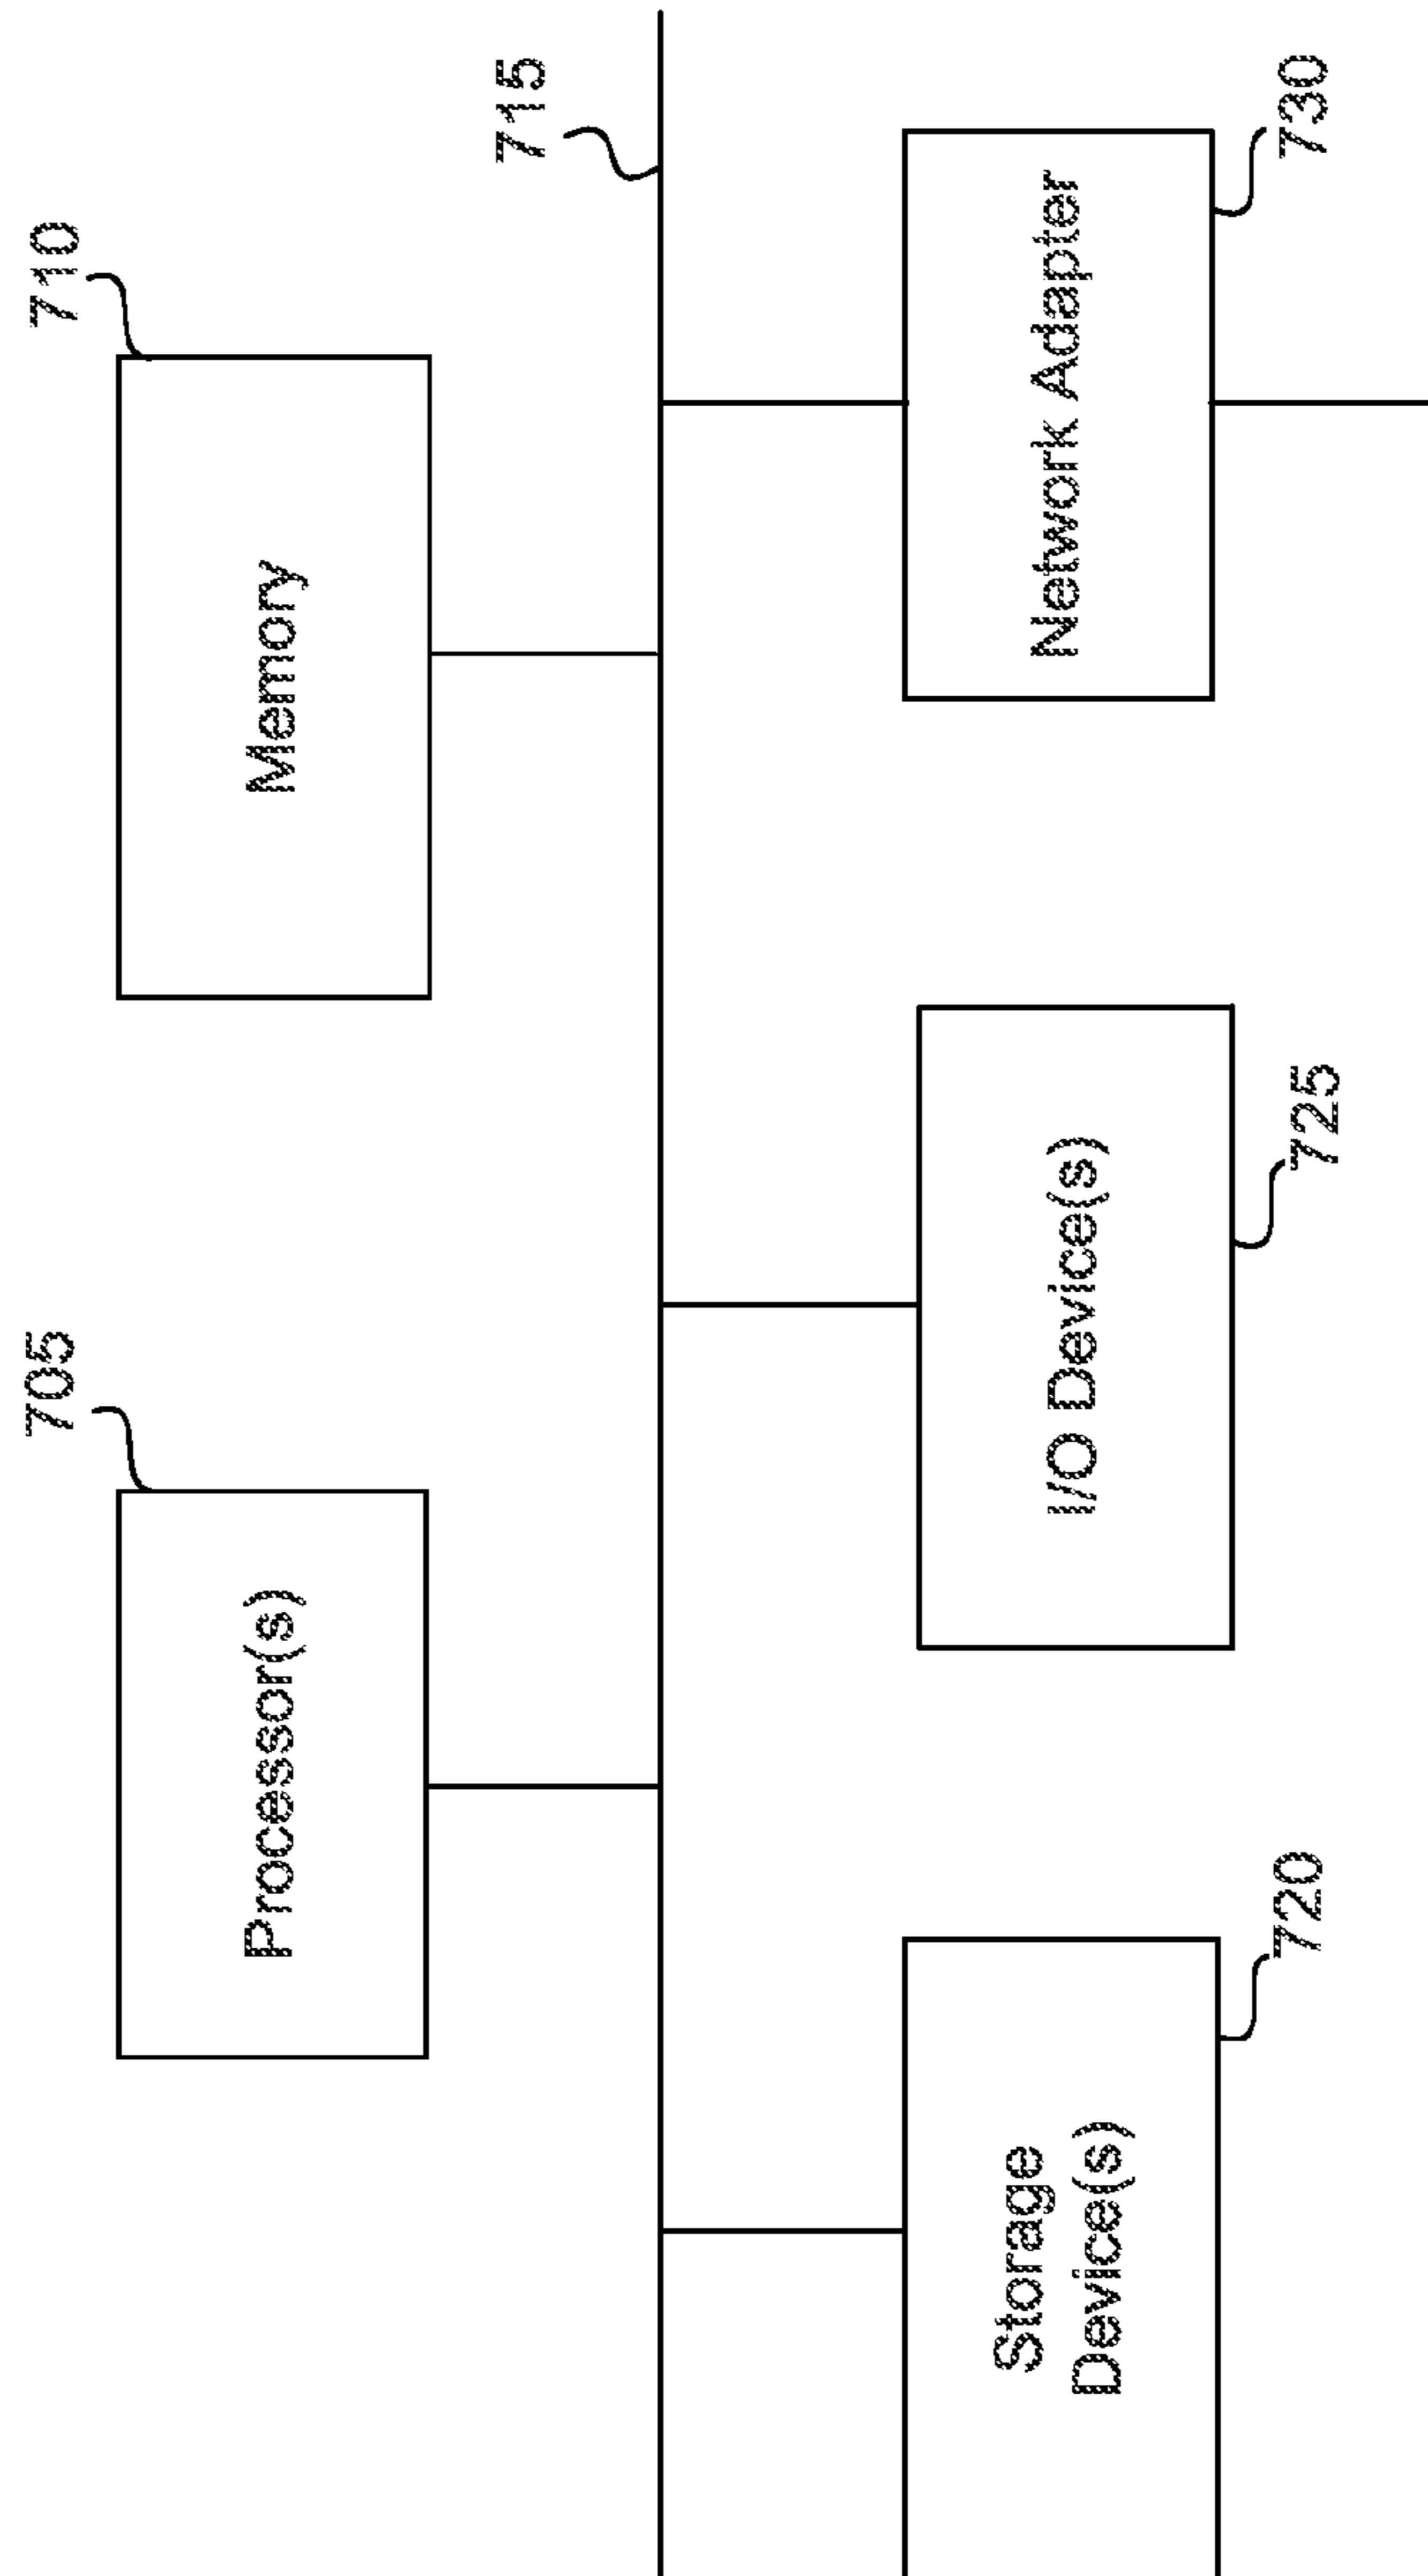 705
710
Processor(s)
Memory
715
Storage
Device(s)
I/O Device(s)
Network Adapter
720
725
730